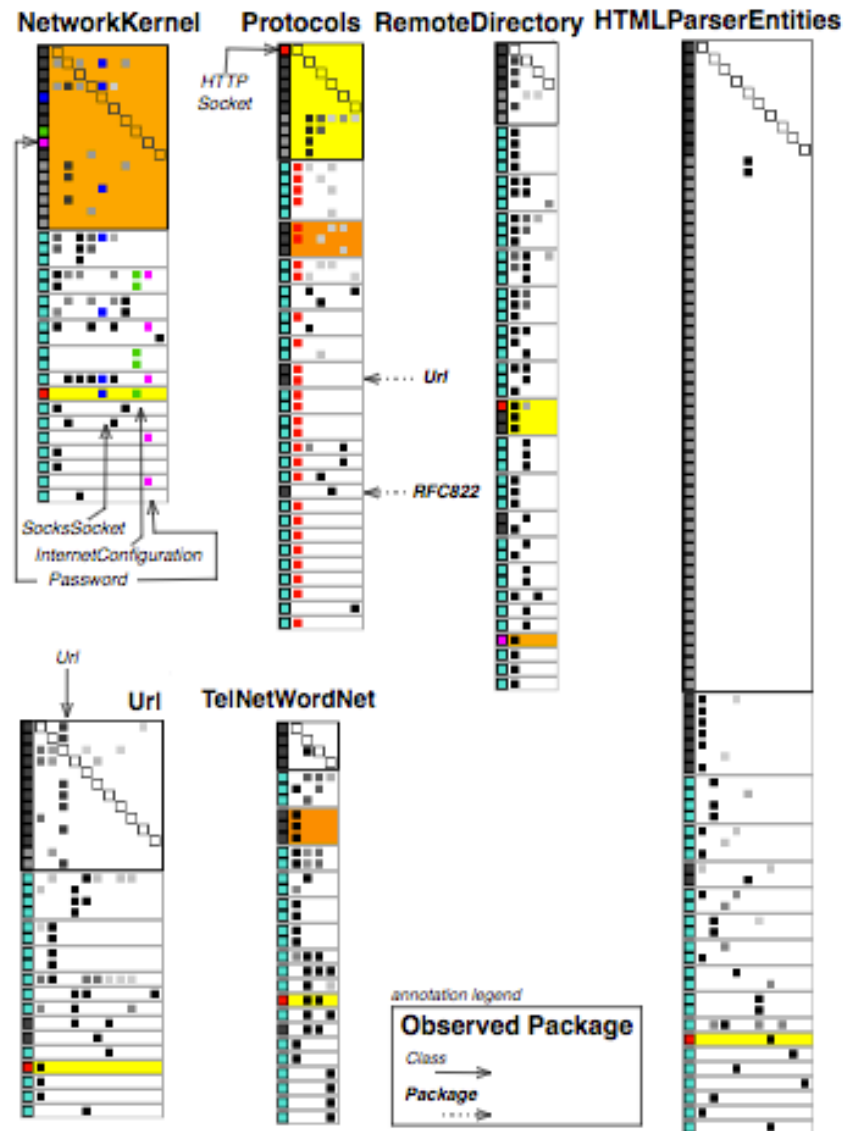 NetworkKernel
Protocols
RemoteDirectory
HTMLParserEntities
HTTP
Socket
Url
RFC822
SocksSocket
InternetConfiguration
Password
Url
Url
TelNetWordNet
annotation legend
Observed Package
Class
Package